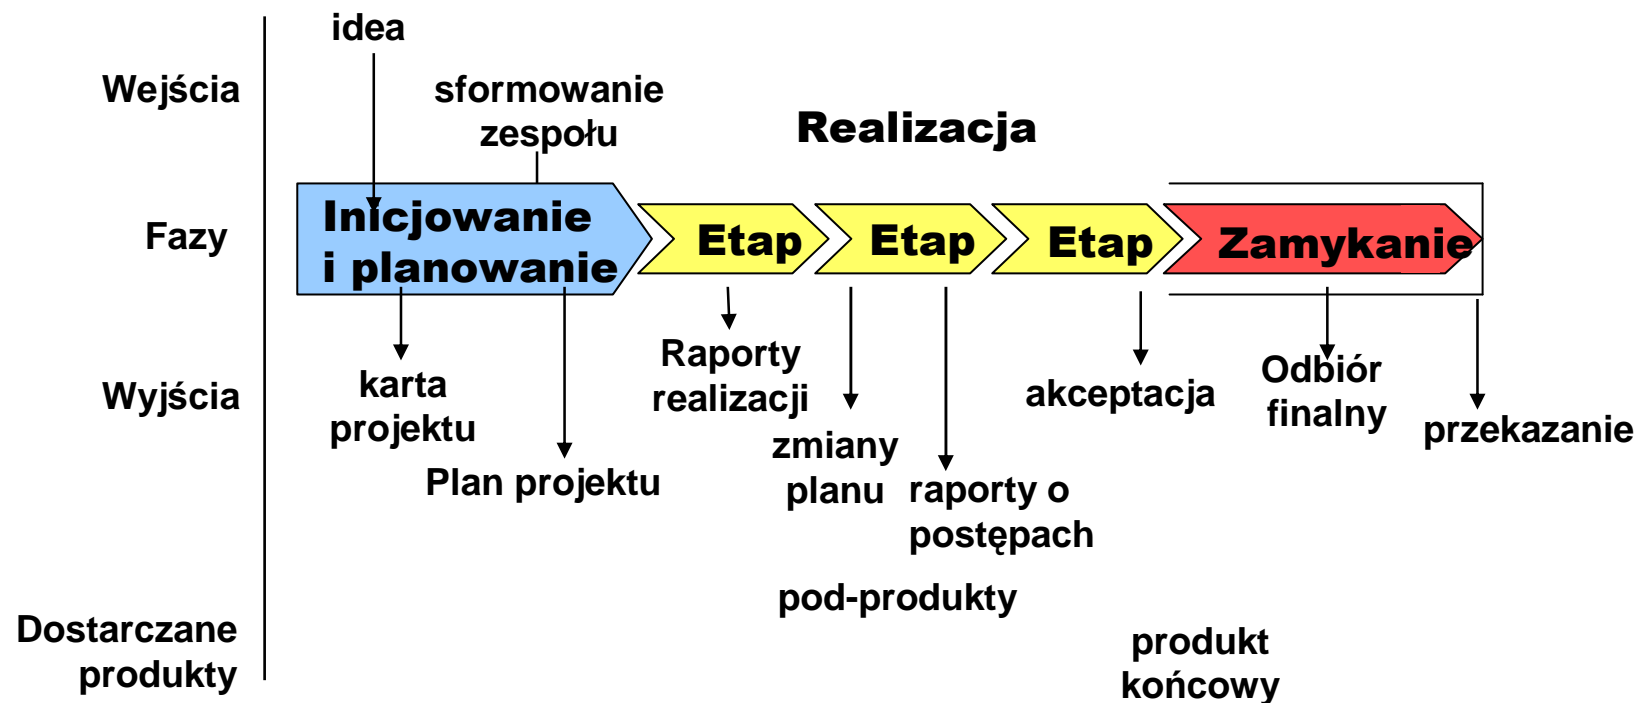 idea
Wejścia
sformowanie
zespołu
Realizacja
Fazy
Inicjowanie
i planowanie
Etap
Etap
Etap
Zamykanie
Wyjścia
karta
projektu
Plan projektu
Raporty
realizacji
zmiany
planu
raporty o
postępach
akceptacja
Odbiór
finalny
przekazanie
Dostarczane
produkty
pod-produkty
produkt
końcowy